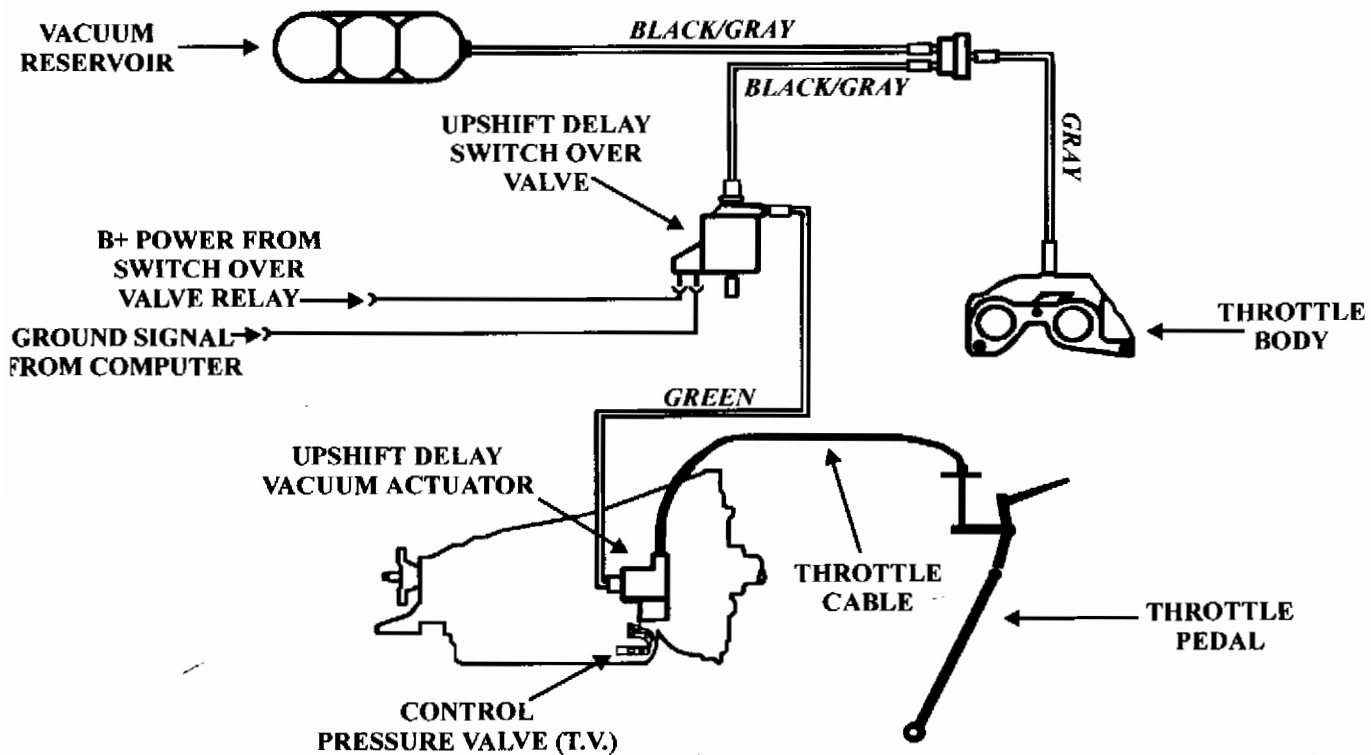 VACUUM
RESERVOIR
BLACK/GRAY
BLACK/GRAY
GRAY
UPSHIFT DELAY
SWITCH OVER
VALVE
B+ POWER FROM
SWITCH OVER
VALVE RELAY
GROUND SIGNAL
FROM COMPUTER
THROTTLE
BODY
GREEN
UPSHIFT DELAY
VACUUM ACTUATOR
THROTTLE
CABLE
THROTTLE
PEDAL
CONTROL
PRESSURE VALVE (T.V.)